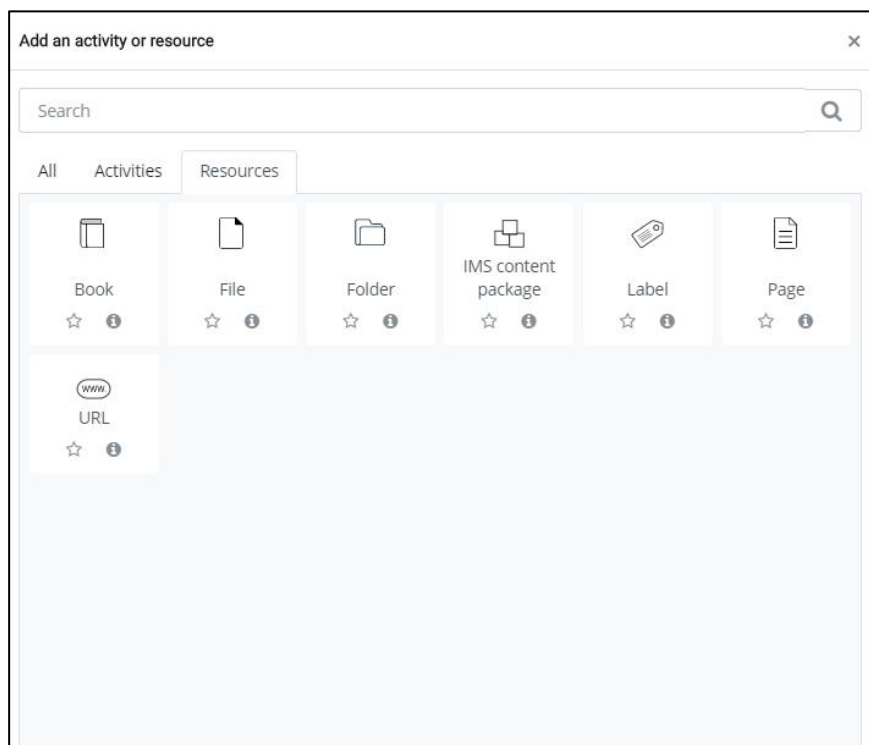 Add an activity or resource
×
Search
All Activities Resources
Book
File
Folder
IMS content
package
Label
Page
www.
URL